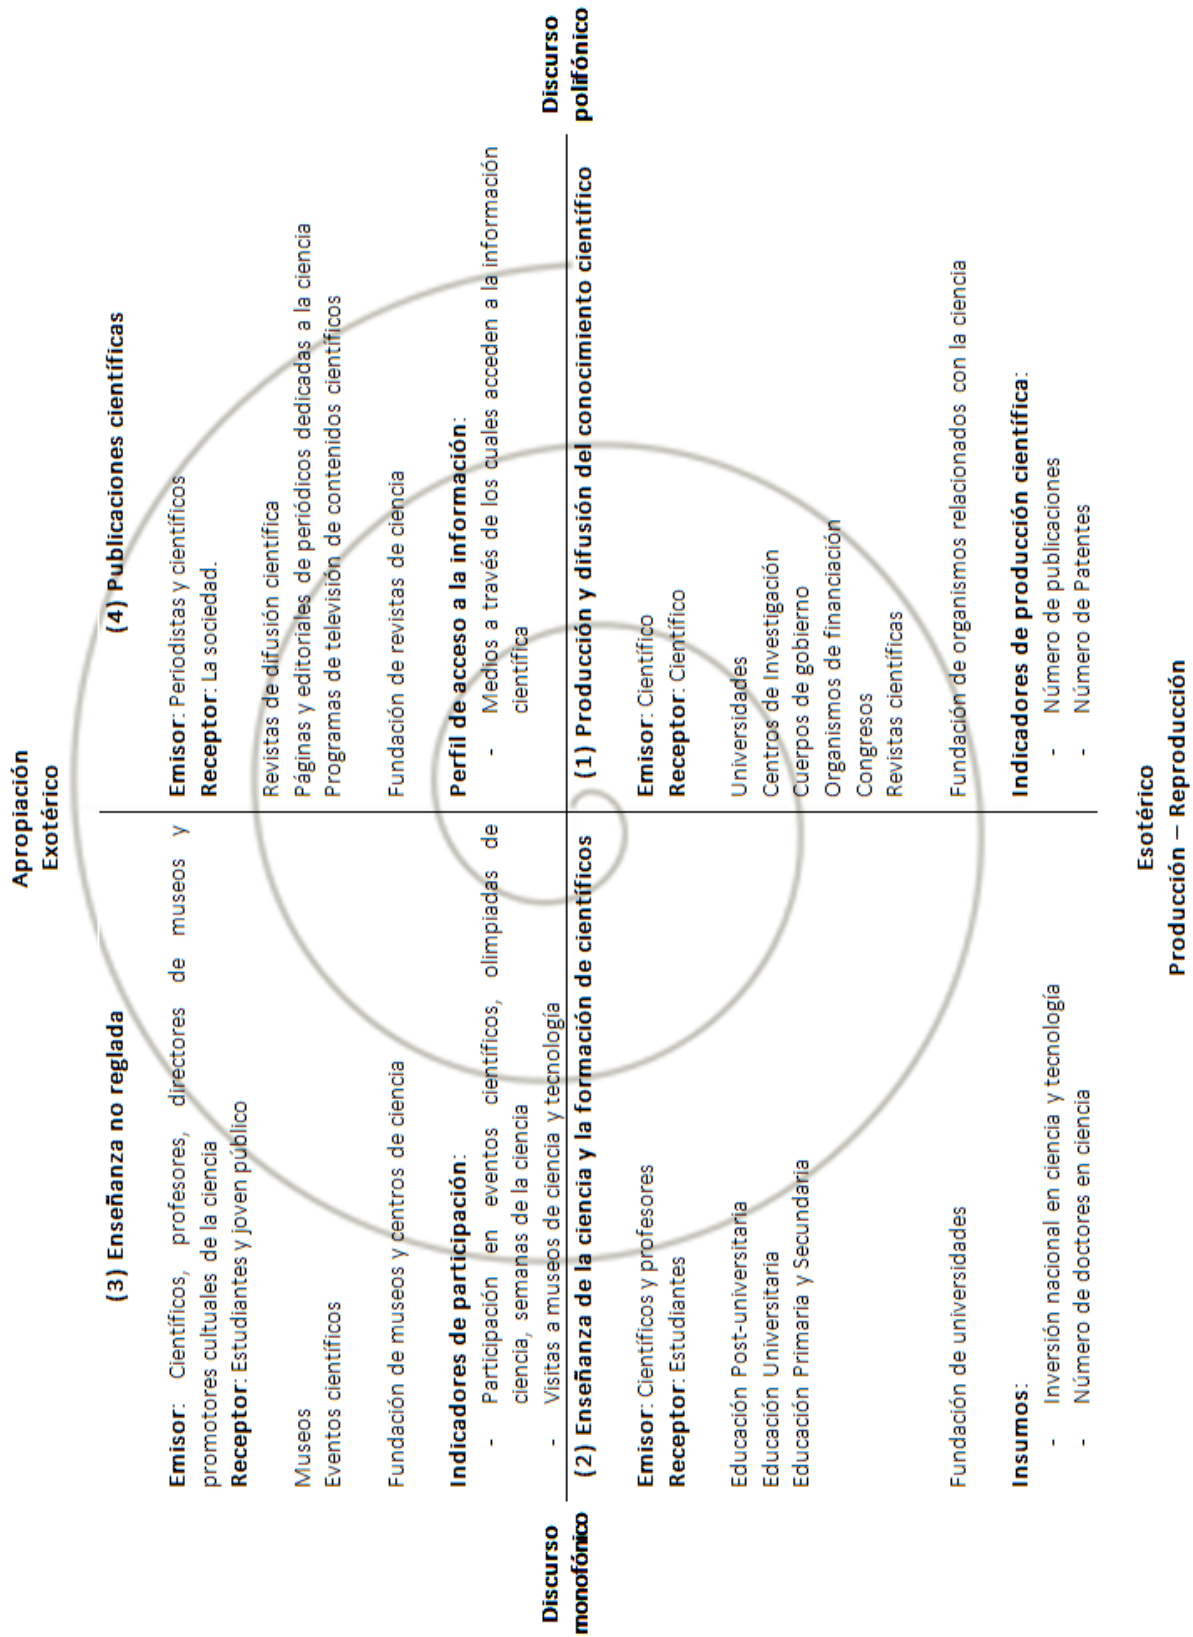 Apropiación
Exotérico
(3) Enseñanza no reglada
Emisor: Científicos, profesores, directores de museos y
promotores cultuales de la ciencia
Receptor: Estudiantes y joven público
Museos
Eventos científicos
Fundación de museos y centros de ciencia
Indicadores de participación:
- Participación en eventos científicos, olimpiadas de
ciencia, semanas de la ciencia
- Visitas a museos de ciencia y tecnología
(4) Publicaciones científicas
Emisor: Periodistas y científicos
Receptor: La sociedad.
Revistas de difusión científica
Páginas y editoriales de periódicos dedicadas a la ciencia
Programas de televisión de contenidos científicos
Fundación de revistas de ciencia
Perfil de acceso a la información:
- Medios a través de los cuales acceden a la información
científica
Discurso
monofónico
Discurso
polifónico
(2) Enseñanza de la ciencia y la formación de científicos
Emisor: Científicos y profesores
Receptor: Estudiantes
Educación Post-universitaria
Educación Universitaria
Educación Primaria y Secundaria
Fundación de universidades
Insumos:
- Inversión nacional en ciencia y tecnología
- Número de doctores en ciencia
(1) Producción y difusión del conocimiento científico
Emisor: Científico
Receptor: Científico
Universidades
Centros de Investigación
Cuerpos de gobierno
Organismos de financiación
Congresos
Revistas científicas
Fundación de organismos relacionados con la ciencia
Indicadores de producción científica:
- Número de publicaciones
- Número de Patentes
Esotérico
Producción – Reproducción